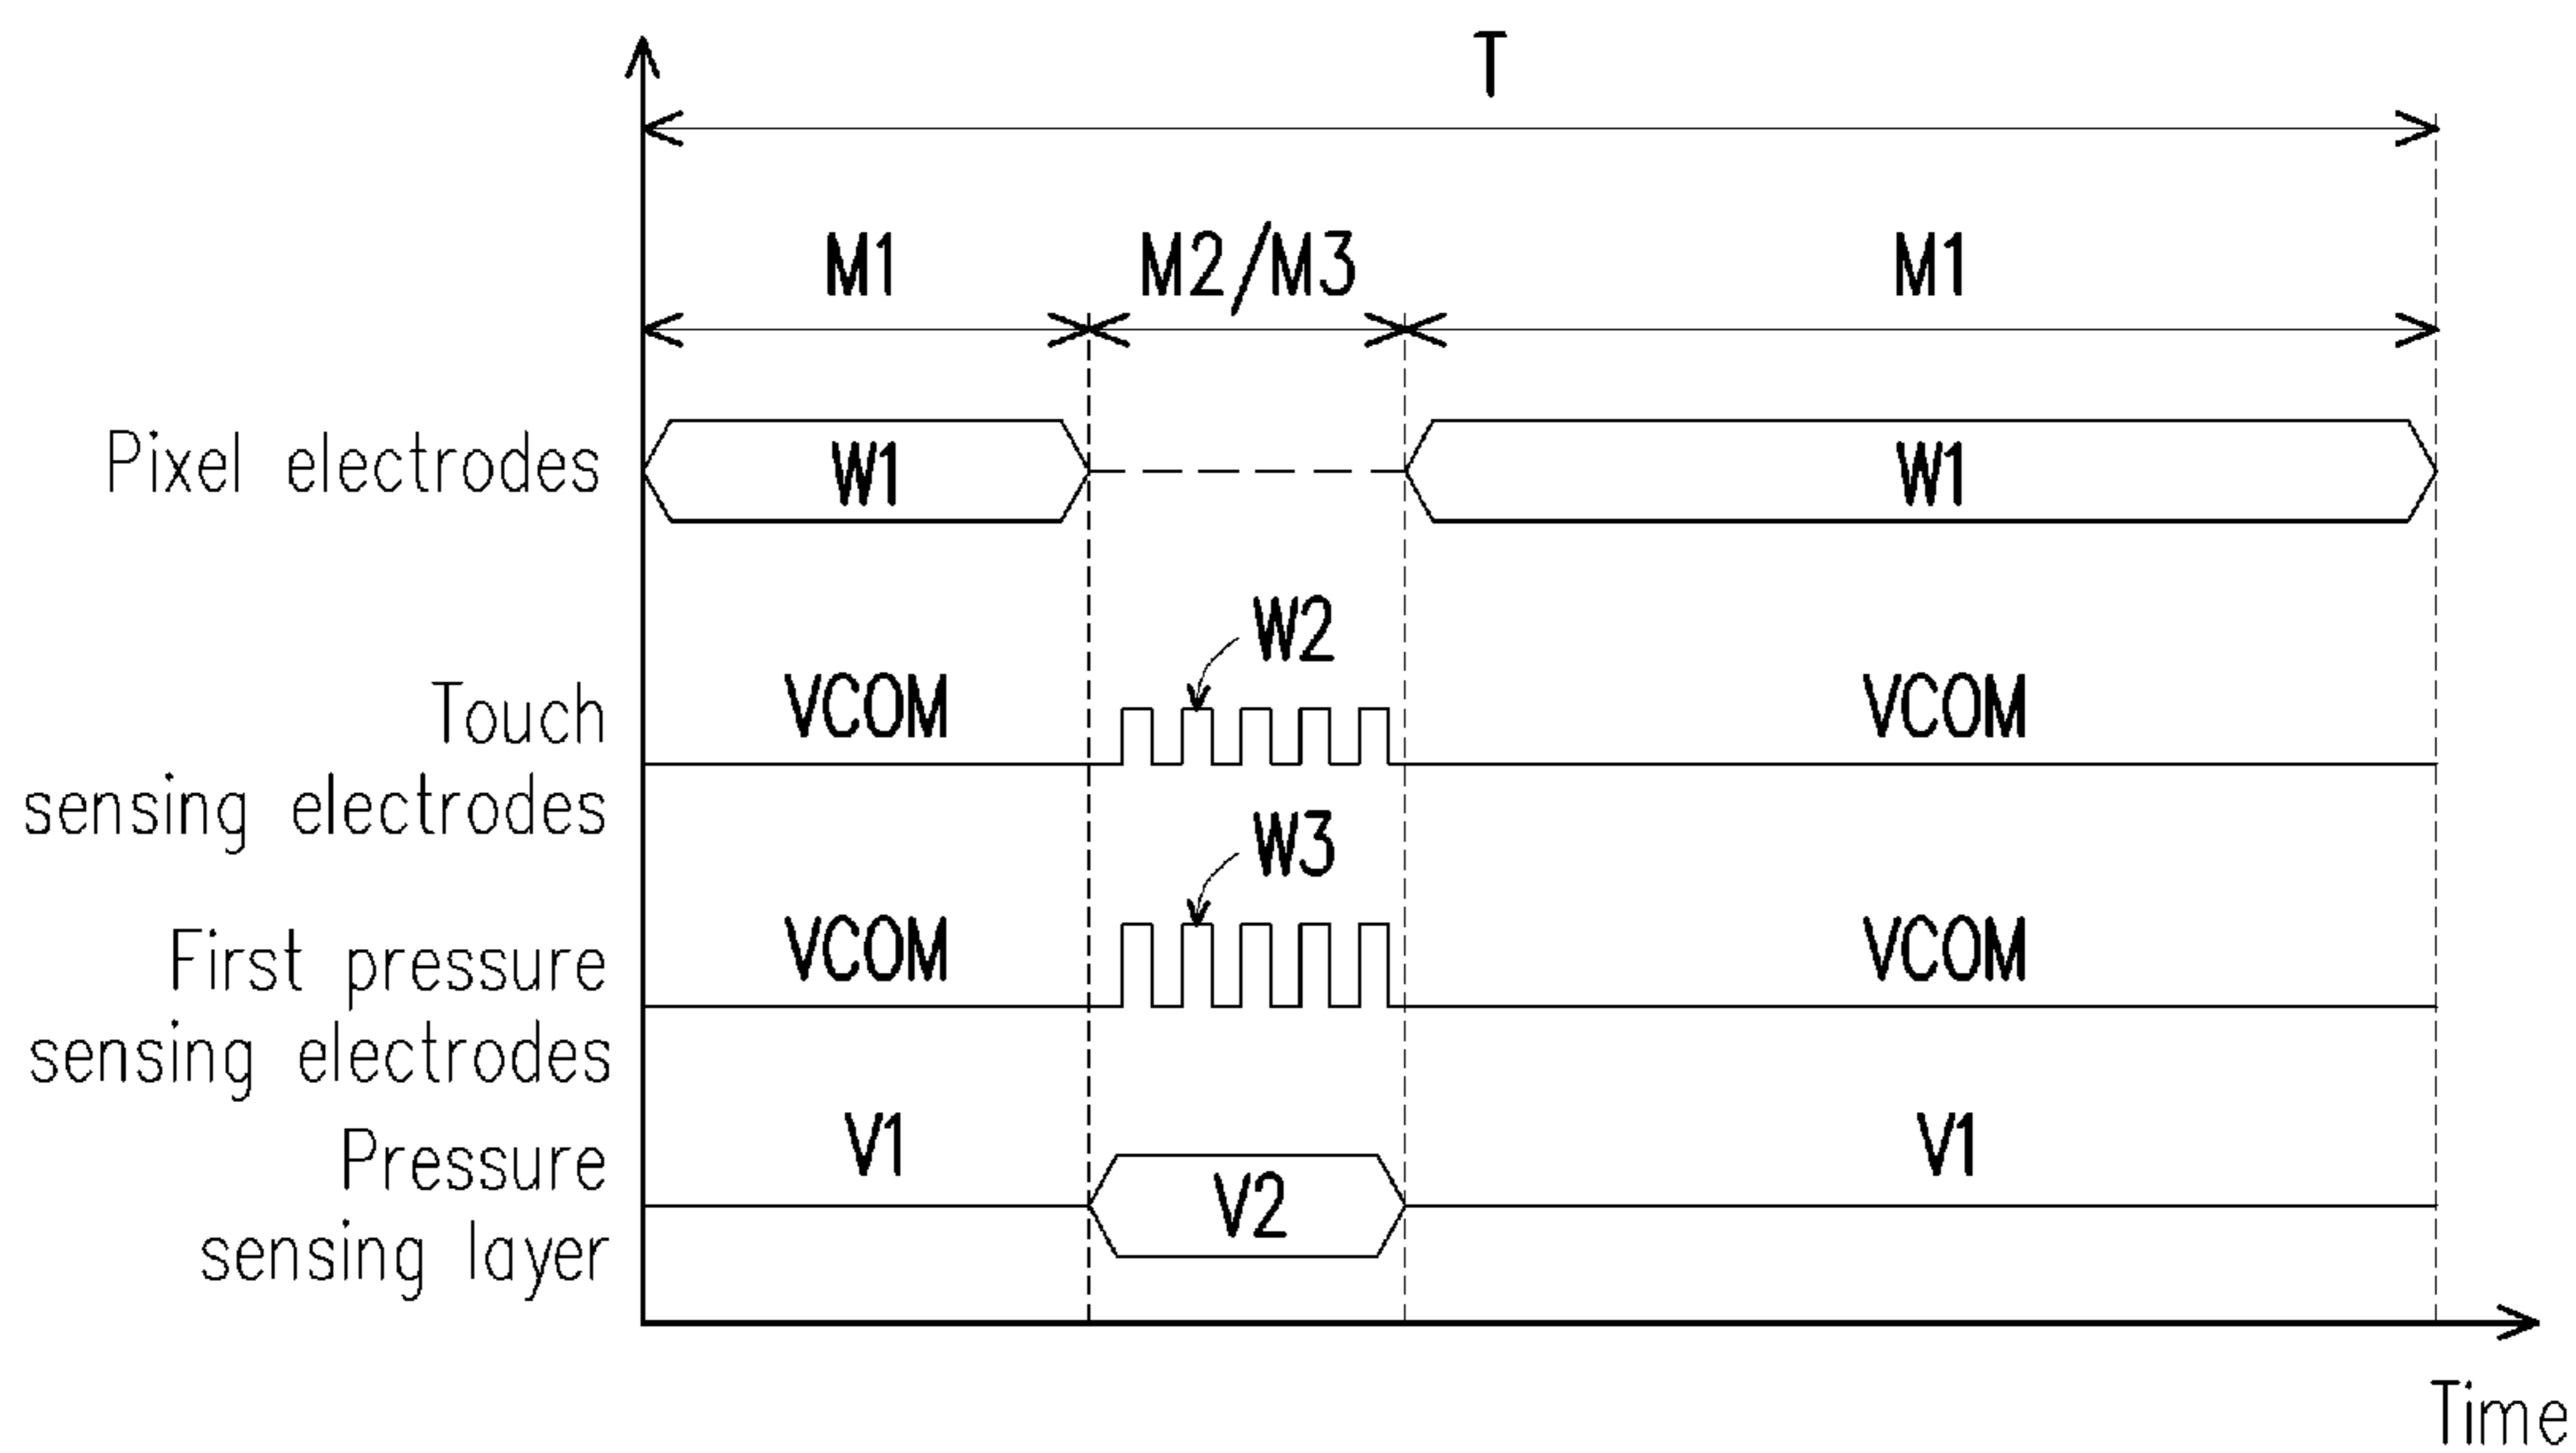 T
M1 M2/M3 M1
Pixel electrodes W1 W1
W2
Touch VCOM VCOM
sensing electrodes
W3
First pressure VCOM VCOM
sensing electrodes
Pressure V1 V1
sensing layer V2
Time